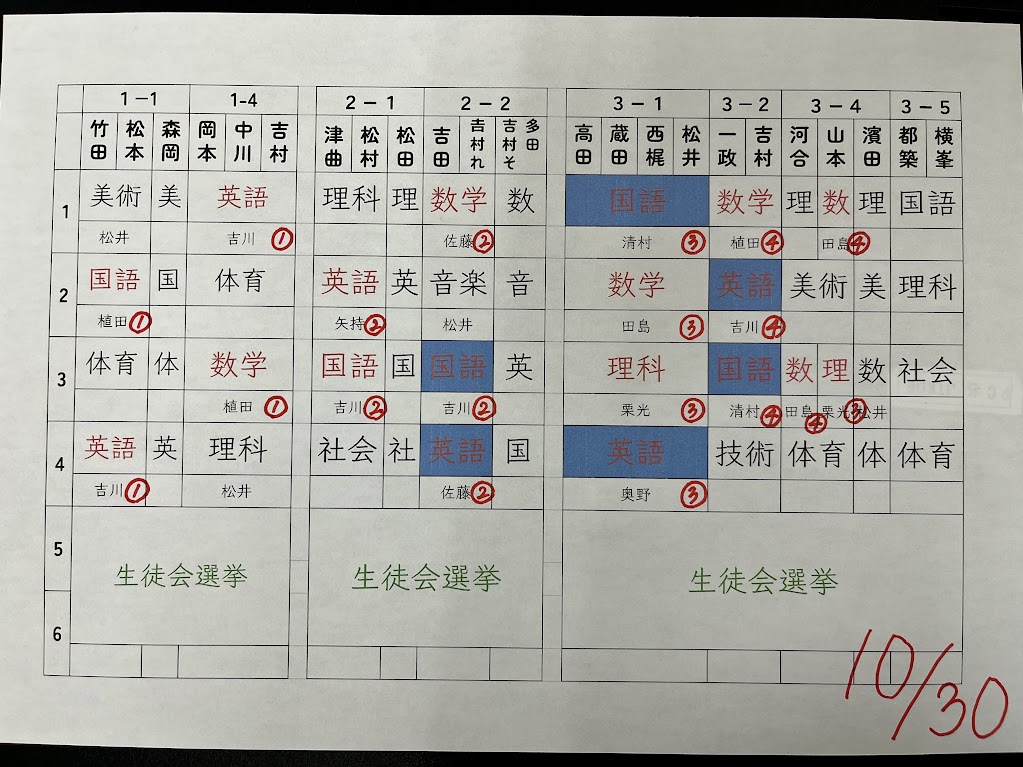 1-1 1-4 2-1 2-2 3-1 3-2 3-4 3-5
竹田 松本 森岡 岡本 中川 吉村 津曲 松村 松田 吉田 吉村れ 吉村そ 多田 高田 蔵田 西梶 松井 一政 吉村 河合 山本 濱田 都築 横峯
1 美術 美 英語 理科 理 数学 数 国語 数学 理 数 理 国語
松井 吉川 ① 佐藤 ② 清村 ③ 植田 ④ 田島 ④
2 国語 国 体育 英語 英 音楽 音 数学 英語 美術 美 理科
植田 ① 矢持 ② 松井 田島 ③ 吉川 ④
3 体育 体 数学 国語 国 国語 英 理科 国語 数 理 数 社会
植田 ① 吉川 ② 吉川 ② 栗光 ③ 清村 ④ 田島 ④ 栗光 ③ 松井
4 英語 英 理科 社会 社 英語 国 英語 技術 体育 体 体育
吉川 ① 松井 佐藤 ② 奥野 ③
5 生徒会選挙 生徒会選挙 生徒会選挙
6
10/30